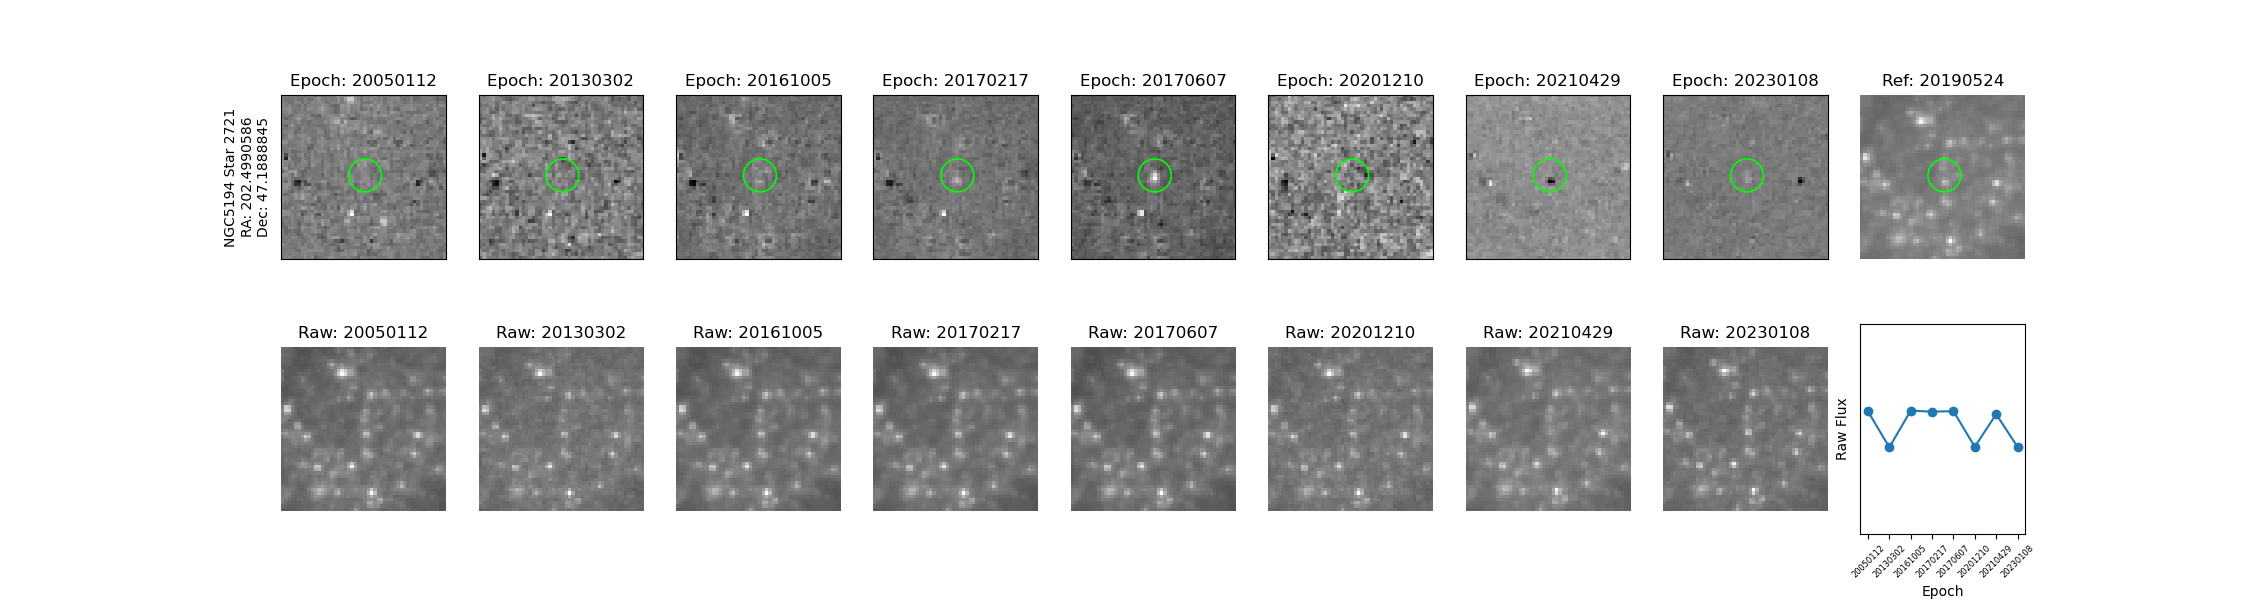 NGC5194 Star 2721
RA: 202.4990586
Dec: 47.1888845
Epoch: 20050112
Epoch: 20130302
Epoch: 20161005
Epoch: 20170217
Epoch: 20170607
Epoch: 20201210
Epoch: 20210429
Epoch: 20230108
Ref: 20190524
Raw: 20050112
Raw: 20130302
Raw: 20161005
Raw: 20170217
Raw: 20170607
Raw: 20201210
Raw: 20210429
Raw: 20230108
Raw Flux
20050112
20130302
20161005
20170217
20170607
20201210
20210429
20230108
Epoch